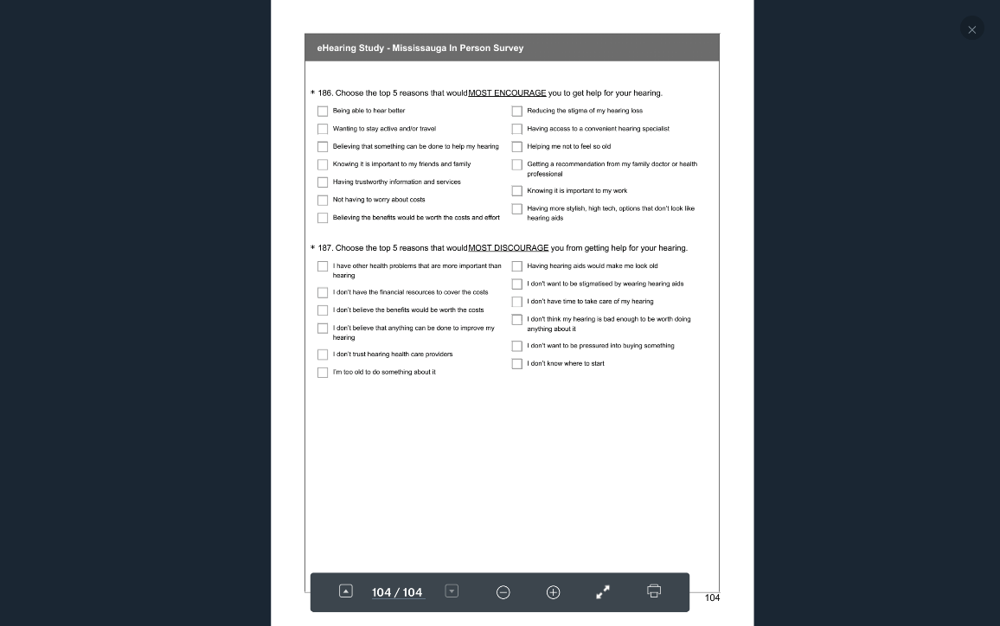 eHearing Study - Mississauga In Person Survey
* 186. Choose the top 5 reasons that would MOST ENCOURAGE you to get help for your hearing.
Being able to hear better
Wanting to stay active and/or travel
Believing that something can be done to help my hearing
Knowing it is important to my friends and family
Having trustworthy information and services
Not having to worry about costs
Believing the benefits would be worth the costs and effort
Reducing the stigma of my hearing loss
Having access to a convenient hearing specialist
Helping me not to feel so old
Getting a recommendation from my family doctor or health
professional
Knowing it is important to my work
Having more stylish, high tech, options that don't look like
hearing aids
* 187. Choose the top 5 reasons that would MOST DISCOURAGE you from getting help for your hearing.
I have other health problems that are more important than
hearing
I don't have the financial resources to cover the costs
I don't believe the benefits would be worth the costs
I don't believe that anything can be done to improve my
hearing
I don't trust hearing health care providers
I'm too old to do something about it
Having hearing aids would make me look old
I don't want to be stigmatised by wearing hearing aids
I don't have time to take care of my hearing
I don't think my hearing is bad enough to be worth doing
anything about it
I don't want to be pressured into buying something
I don't know where to start
104 / 104
104